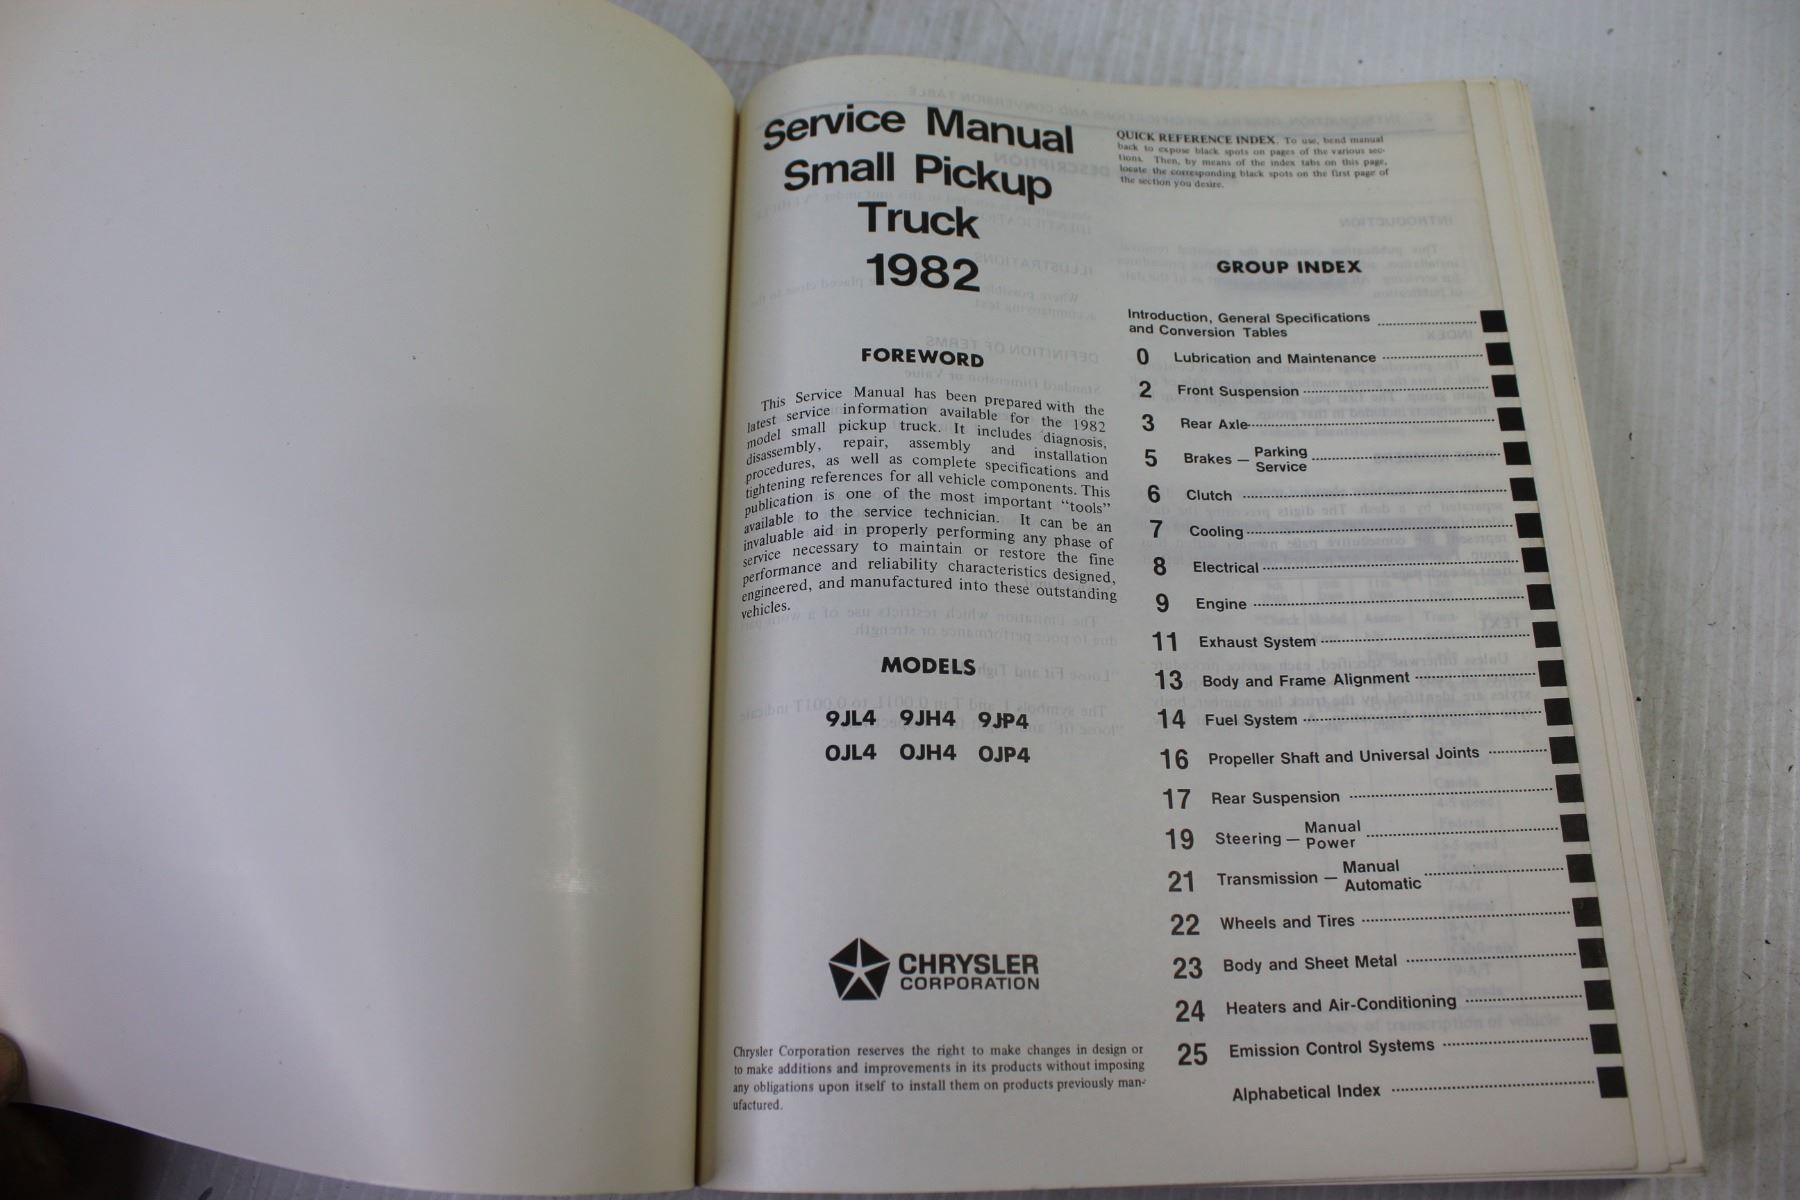 Service Manual
Small Pickup
Truck
1982
FOREWORD
This Service Manual has been prepared with the
latest service information available for the 1982
model small pickup truck. It includes diagnosis,
disassembly, repair, assembly and installation
procedures, as well as complete specifications and
tightening references for all vehicle components. This
publication is one of the most important "tools"
available to the service technician. It can be an
invaluable aid in properly performing any phase of
service necessary to maintain or restore the fine
performance and reliability characteristics designed,
engineered, and manufactured into these outstanding
vehicles.
MODELS
9JL4 9JH4 9JP4
0JL4 0JH4 0JP4
CHRYSLER
CORPORATION
Chrysler Corporation reserves the right to make changes in design or
to make additions and improvements in its products without imposing
any obligations upon itself to install them on products previously man-
ufactured.
QUICK REFERENCE INDEX. To use, bend manual
back to expose black spots on pages of the various sec-
tions. Then, by means of the index tabs on this page,
locate the corresponding black spots on the first page of
the section you desire.
GROUP INDEX
Introduction, General Specifications
and Conversion Tables
0 Lubrication and Maintenance
2 Front Suspension
3 Rear Axle
5 Brakes — Parking
Service
6 Clutch
7 Cooling
8 Electrical
9 Engine
11 Exhaust System
13 Body and Frame Alignment
14 Fuel System
16 Propeller Shaft and Universal Joints
17 Rear Suspension
19 Steering — Manual
Power
21 Transmission — Manual
Automatic
22 Wheels and Tires
23 Body and Sheet Metal
24 Heaters and Air-Conditioning
25 Emission Control Systems
Alphabetical Index